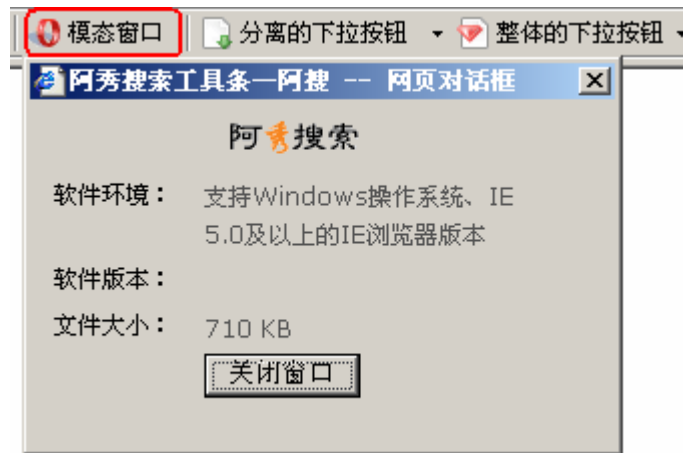 模态窗口 分离的下拉按钮 整体的下拉按钮
阿秀搜索工具条—阿搜 -- 网页对话框
阿秀搜索
软件环境： 支持Windows操作系统、IE
5.0及以上的IE浏览器版本
软件版本：
文件大小： 710 KB
关闭窗口